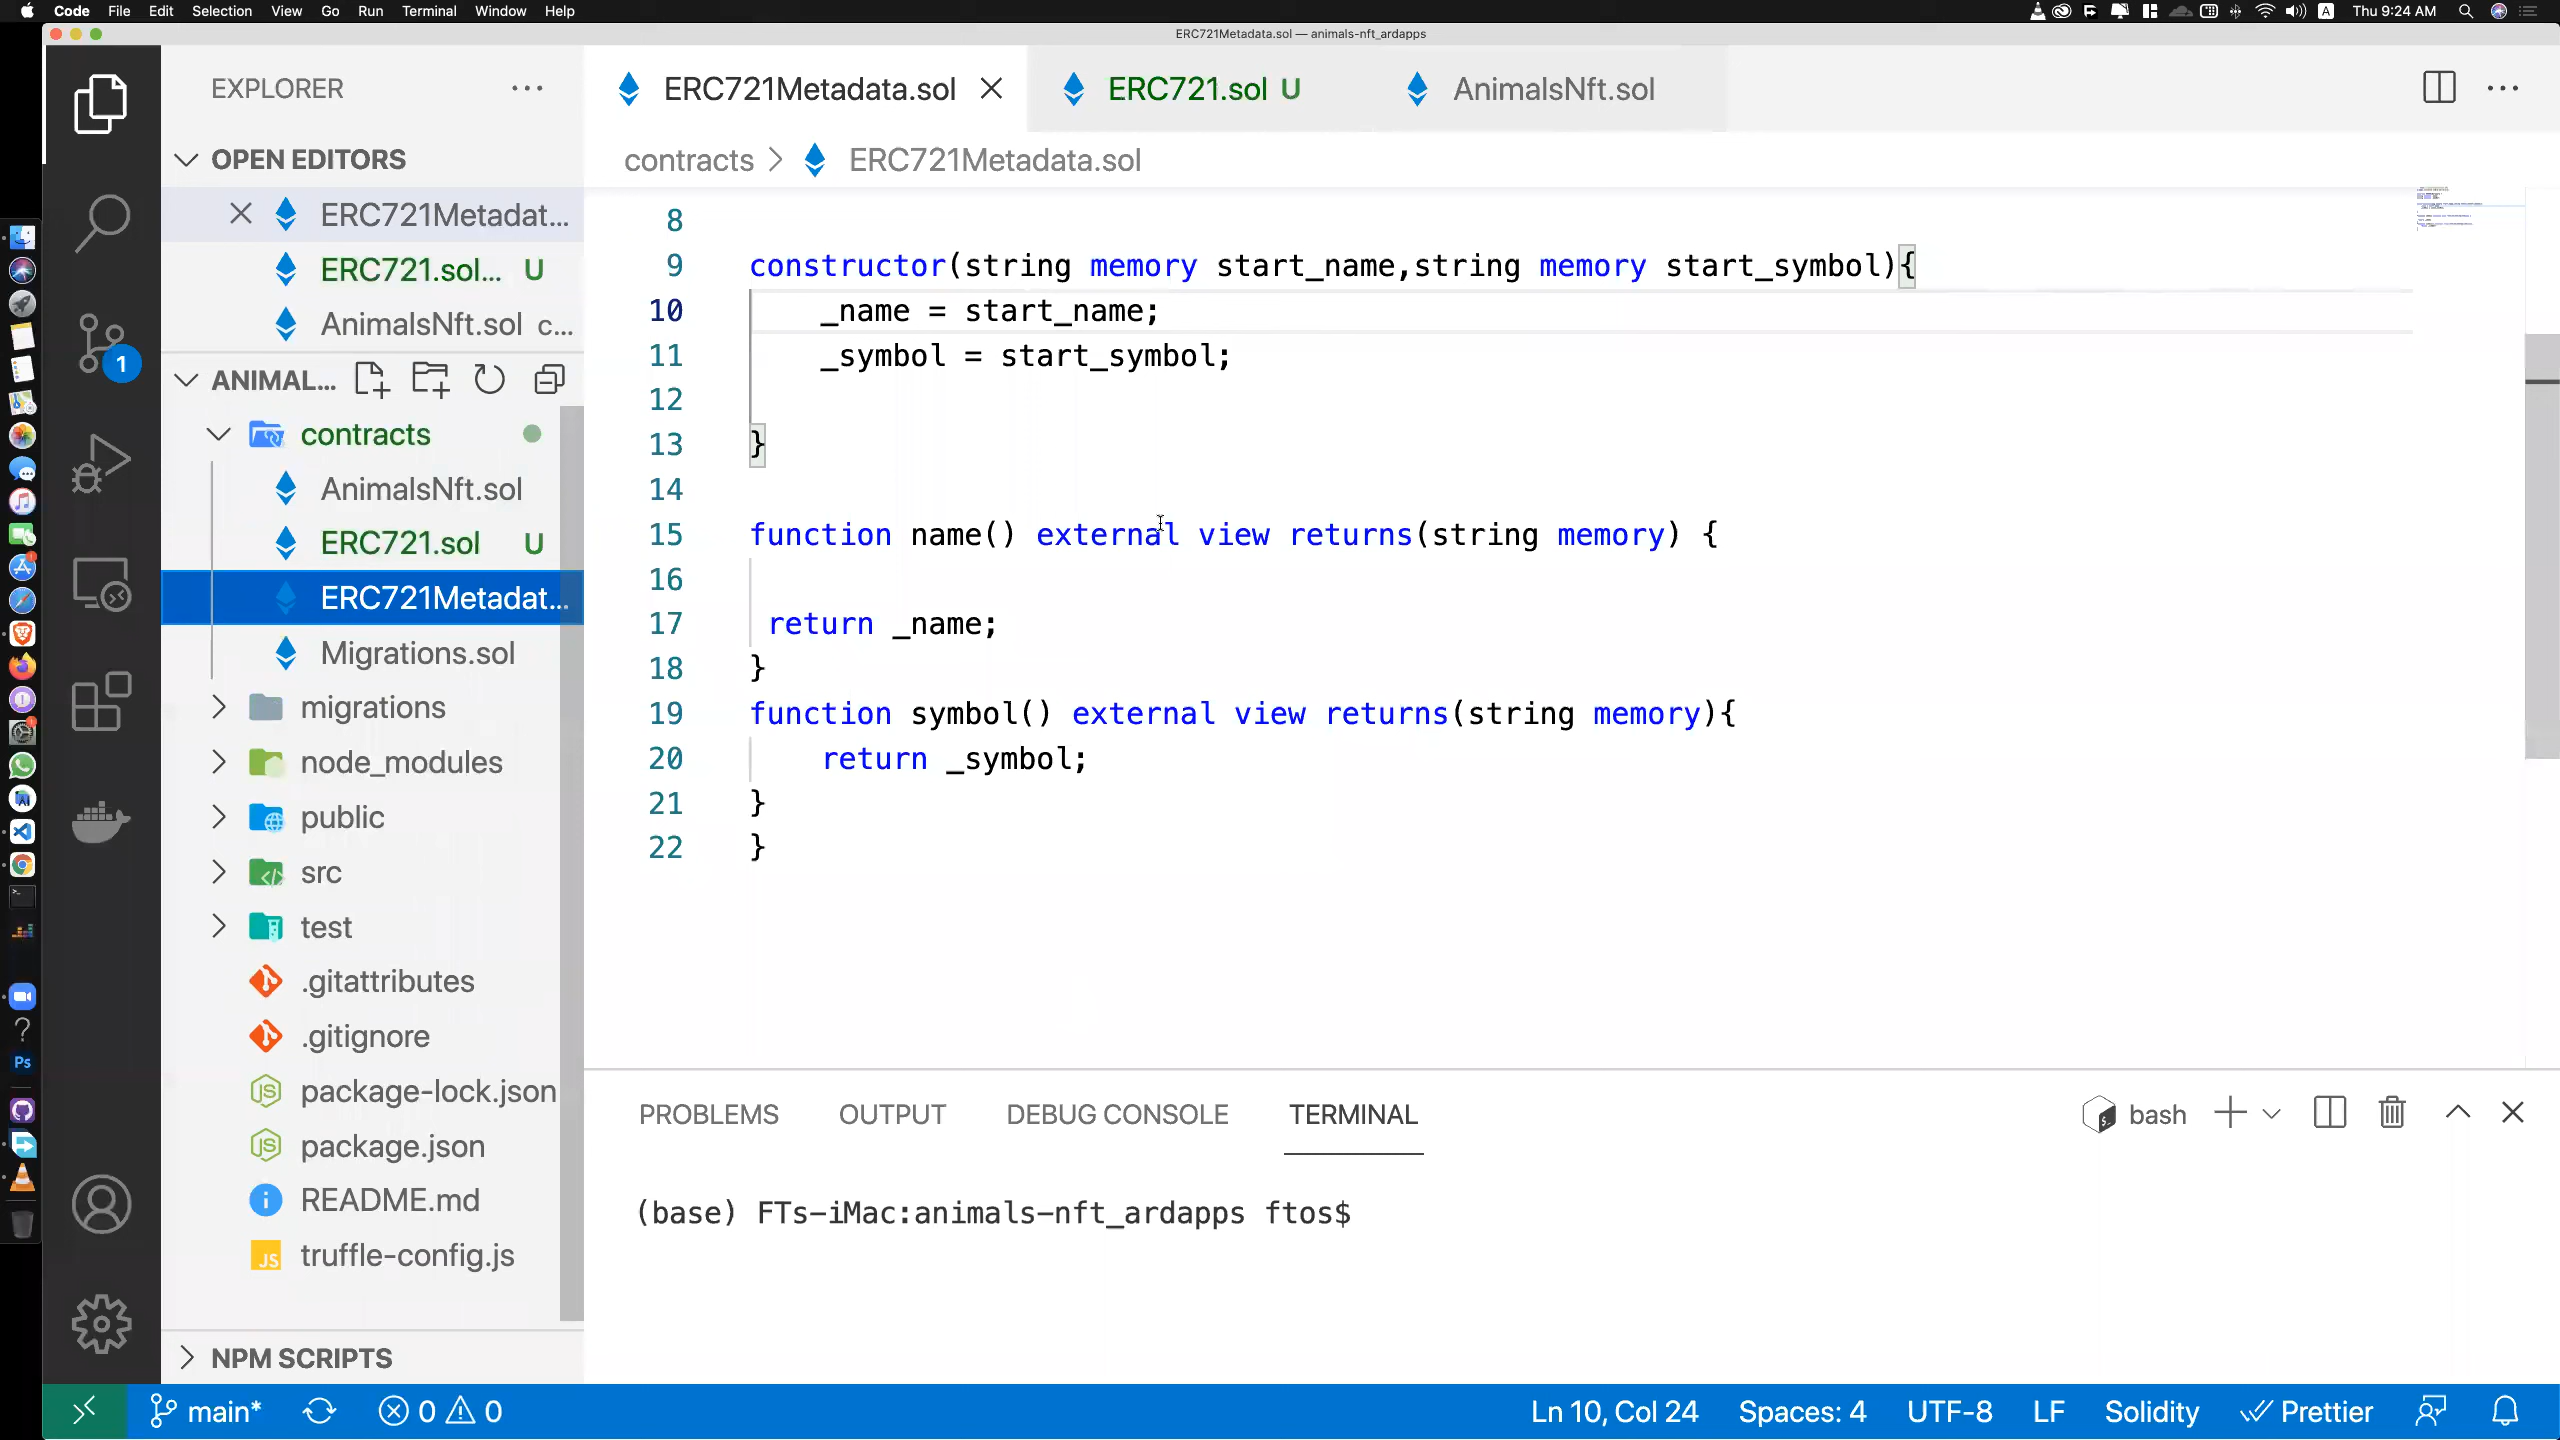 Code File Edit Selection View Go Run Terminal Window Help
A Thu 9:24 AM
ERC721Metadata.sol — animals-nft_ardapps
EXPLORER
OPEN EDITORS
ERC721Metadat...
ERC721.sol... U
AnimalsNft.sol c...
ANIMAL...
contracts
AnimalsNft.sol
ERC721.sol U
ERC721Metadat...
Migrations.sol
migrations
node_modules
public
src
test
.gitattributes
.gitignore
package-lock.json
package.json
README.md
truffle-config.js
NPM SCRIPTS
ERC721Metadata.sol
ERC721.sol U
AnimalsNft.sol
contracts > ERC721Metadata.sol
8
9 constructor(string memory start_name,string memory start_symbol){
10 _name = start_name;
11 _symbol = start_symbol;
12
13 }
14
15 function name() external view returns(string memory) {
16
17 return _name;
18 }
19 function symbol() external view returns(string memory){
20 return _symbol;
21 }
22 }
PROBLEMS OUTPUT DEBUG CONSOLE TERMINAL
bash
(base) FTs-iMac:animals-nft_ardapps ftos$
1
Ps
JS
main* 0 0
Ln 10, Col 24 Spaces: 4 UTF-8 LF Solidity Prettier